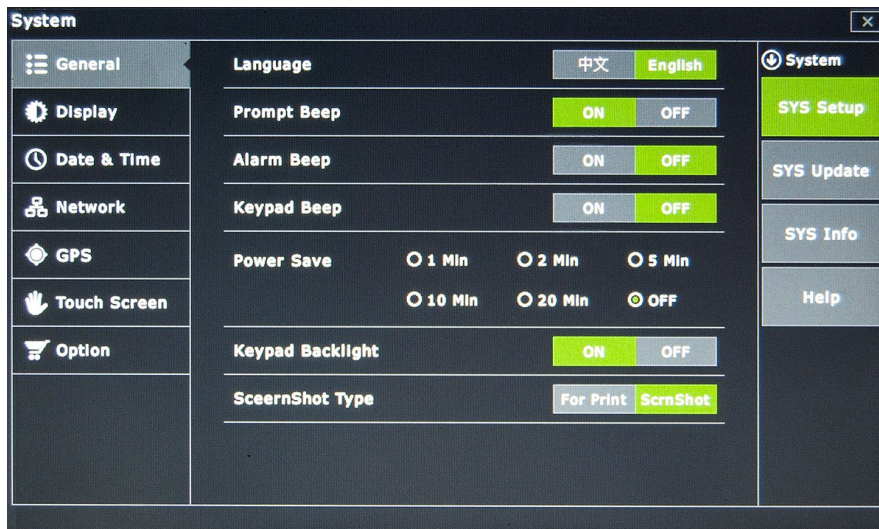 System
General
Display
Date & Time
Network
GPS
Touch Screen
Option
Language 中文 English
Prompt Beep ON OFF
Alarm Beep ON OFF
Keypad Beep ON OFF
Power Save 1 Min 2 Min 5 Min
10 Min 20 Min OFF
Keypad Backlight ON OFF
SceernShot Type For Print ScrnShot
System
SYS Setup
SYS Update
SYS Info
Help